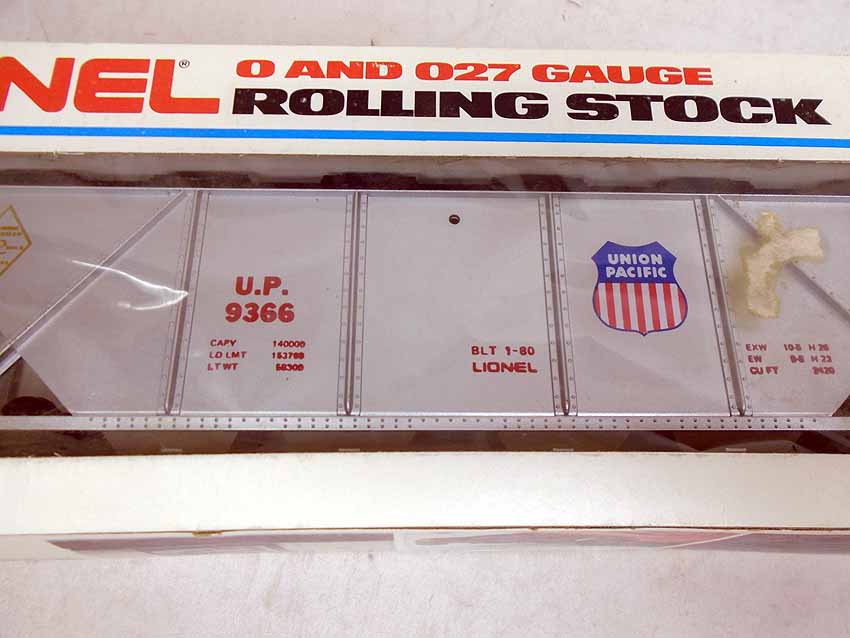 NEL®
O AND O27 GAUGE
ROLLING STOCK
U.P.
9366
CAPY 140000
LD LMT 153700
LT WT 56300
BLT 1-80
LIONEL
UNION
PACIFIC
EXW 10-5 H 26
EW 9-5 H 23
CU FT 2420